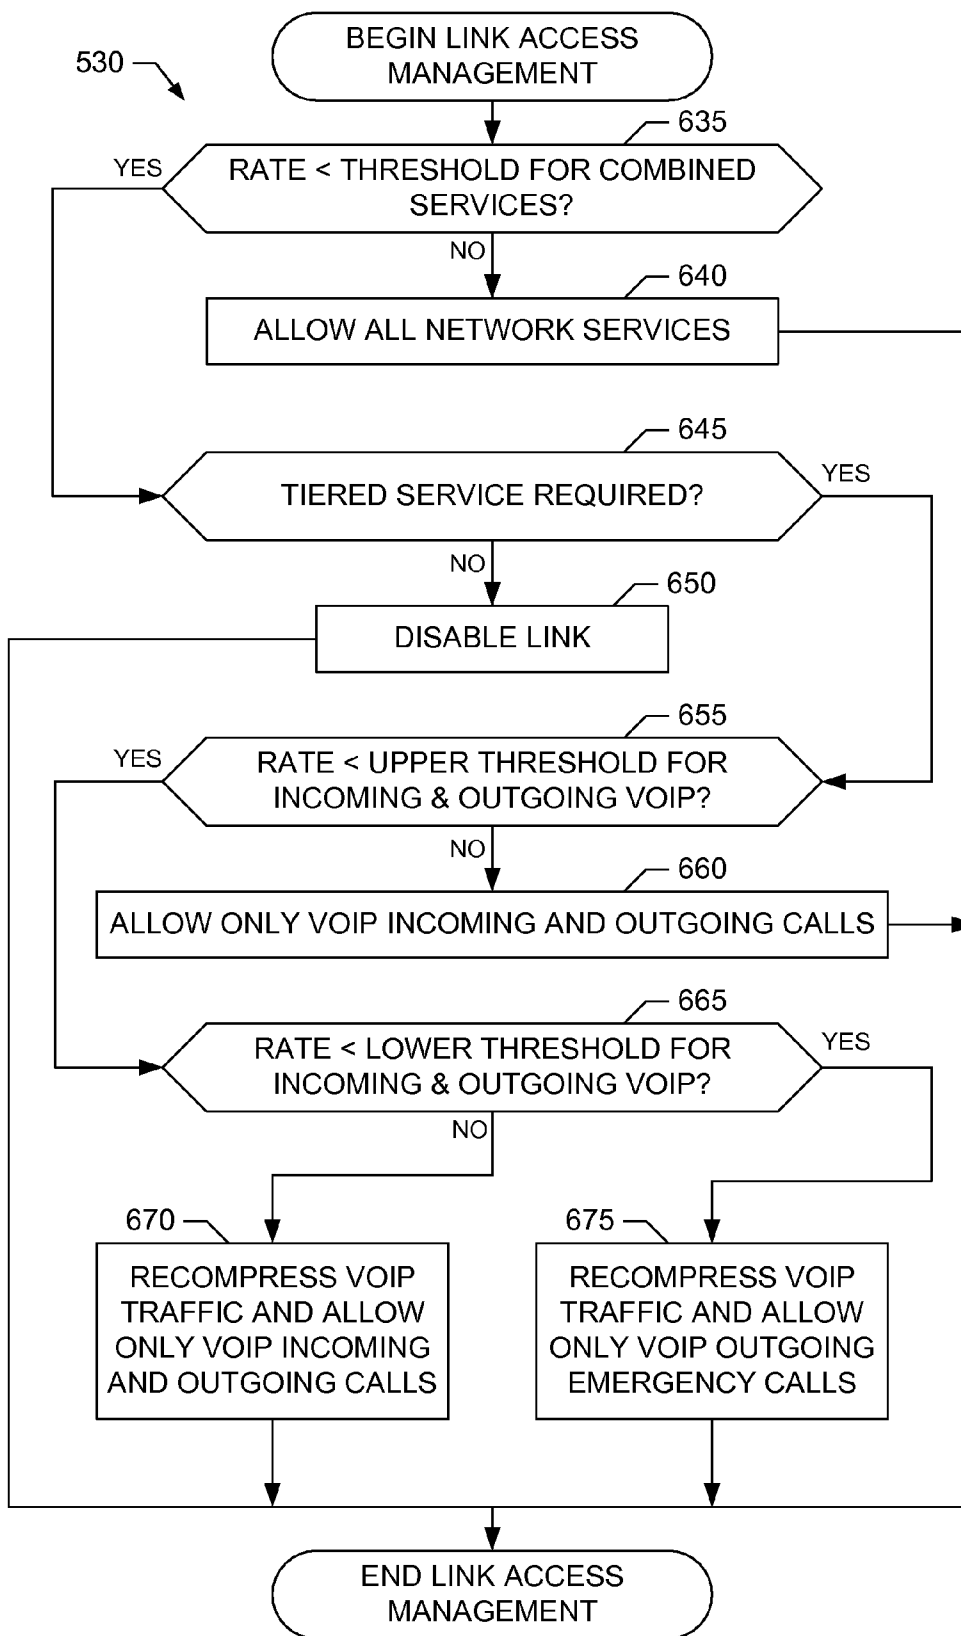 BEGIN LINK ACCESS
MANAGEMENT
530
635
YES
RATE < THRESHOLD FOR COMBINED
SERVICES?
NO
640
ALLOW ALL NETWORK SERVICES
645
TIERED SERVICE REQUIRED?
YES
NO
650
DISABLE LINK
655
YES
RATE < UPPER THRESHOLD FOR
INCOMING & OUTGOING VOIP?
NO
660
ALLOW ONLY VOIP INCOMING AND OUTGOING CALLS
665
RATE < LOWER THRESHOLD FOR
INCOMING & OUTGOING VOIP?
YES
NO
670
RECOMPRESS VOIP
TRAFFIC AND ALLOW
ONLY VOIP INCOMING
AND OUTGOING CALLS
675
RECOMPRESS VOIP
TRAFFIC AND ALLOW
ONLY VOIP OUTGOING
EMERGENCY CALLS
END LINK ACCESS
MANAGEMENT